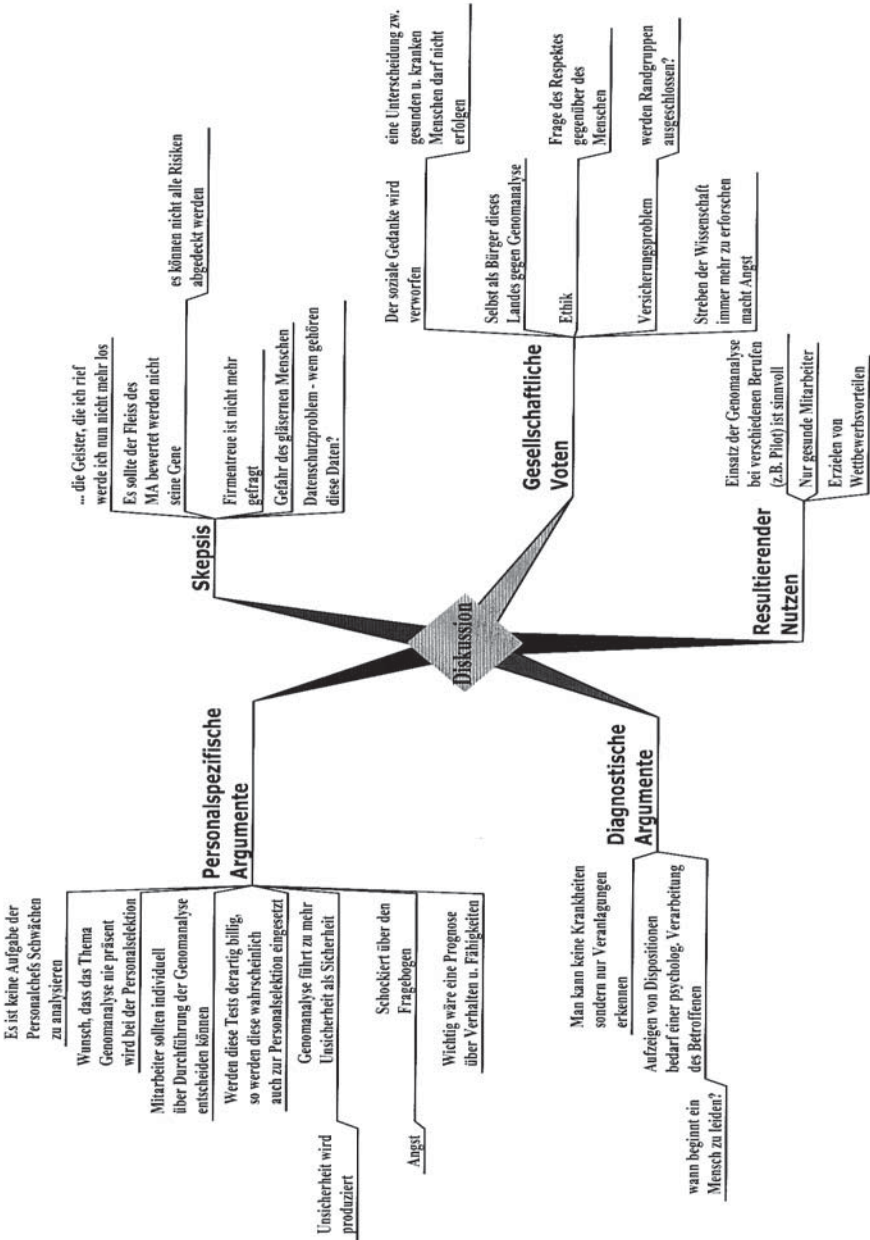 Es ist keine Aufgabe der
Personalchefs Schwächen
zu analysieren
Wunsch, dass das Thema
Genomanalyse nie präsent
wird bei der Personalselektion
Mitarbeiter sollten individuell
über Durchführung der Genomanalyse
entscheiden können
Werden diese Tests derartig billig,
so werden diese wahrscheinlich
auch zur Personalselektion eingesetzt
Genomanalyse führt zu mehr
Unsicherheit als Sicherheit
Unsicherheit wird
produziert
Schockiert über den
Fragebogen
Angst
Wichtig wäre eine Prognose
über Verhalten u. Fähigkeiten
Personalspezifische
Argumente
Man kann keine Krankheiten
sondern nur Veranlagungen
erkennen
Aufzeigen von Dispositionen
bedarf einer psycholog. Verarbeitung
des Betroffenen
wann beginnt ein
Mensch zu leiden?
Diagnostische
Argumente
Diskussion
Skepsis
... die Geister, die ich rief
werde ich nun nicht mehr los
Es sollte der Fleiss des
MA bewertet werden nicht
seine Gene
es können nicht alle Risiken
abgedeckt werden
Firmentreue ist nicht mehr
gefragt
Gefahr des gläsernen Menschen
Datenschutzproblem - wem gehören
diese Daten?
Gesellschaftliche
Voten
Der soziale Gedanke wird
verworfen
eine Unterscheidung zw.
gesunden u. kranken
Menschen darf nicht
erfolgen
Selbst als Bürger dieses
Landes gegen Genomanalyse
Ethik
Frage des Respektes
gegenüber des
Menschen
Versicherungsproblem
werden Randgruppen
ausgeschlossen?
Streben der Wissenschaft
immer mehr zu erforschen
macht Angst
Resultierender
Nutzen
Einsatz der Genomanalyse
bei verschiedenen Berufen
(z.B. Pilot) ist sinnvoll
Nur gesunde Mitarbeiter
Erzielen von
Wettbewerbsvorteilen